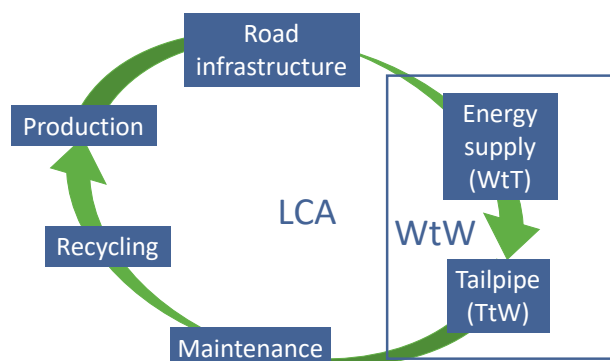 Road
infrastructure
Production
Energy
supply
(WtT)
LCA
WtW
Recycling
Tailpipe
(TtW)
Maintenance